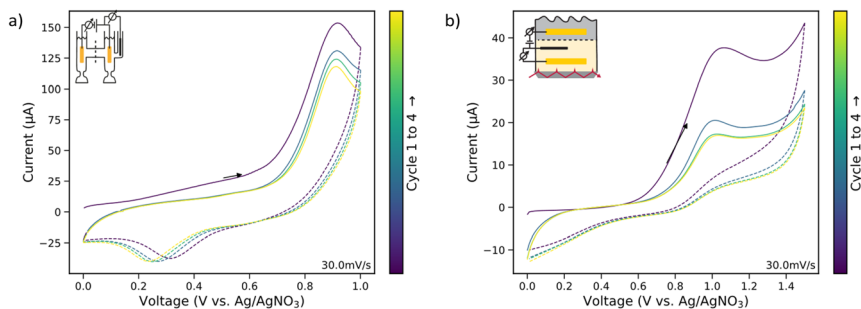 a)
150
125
100
75
50
25
0
−25
Current (µA)
0.0 0.2 0.4 0.6 0.8 1.0
Voltage (V vs. Ag/AgNO3)
30.0mV/s
Cycle 1 to 4 →
b)
40
30
20
10
0
−10
Current (µA)
0.0 0.2 0.4 0.6 0.8 1.0 1.2 1.4
Voltage (V vs. Ag/AgNO3)
30.0mV/s
Cycle 1 to 4 →